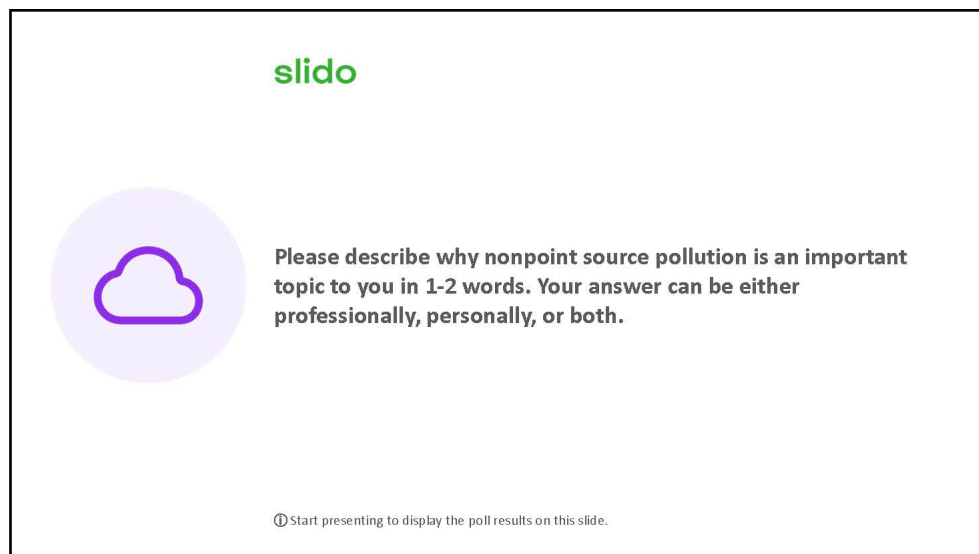 slido
Please describe why nonpoint source pollution is an important
topic to you in 1-2 words. Your answer can be either
professionally, personally, or both.
ⓘ Start presenting to display the poll results on this slide.